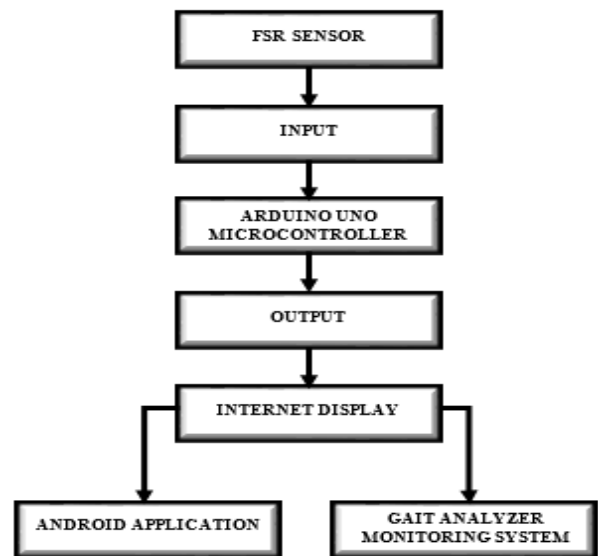 FSR SENSOR
INPUT
ARDUINO UNO
MICROCONTROLLER
OUTPUT
INTERNET DISPLAY
ANDROID APPLICATION
GAIT ANALYZER
MONITORING SYSTEM